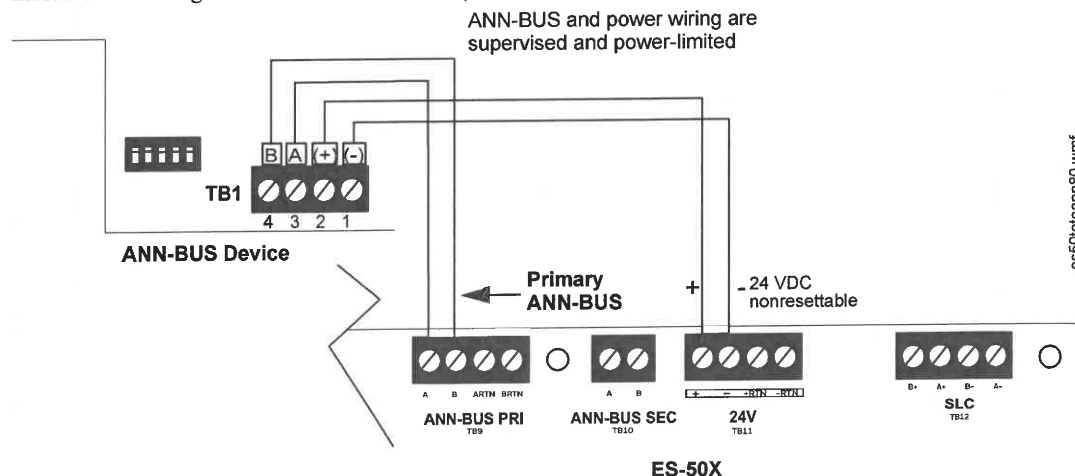 ANN-BUS and power wiring are
supervised and power-limited
B A (+) (-)
TB1
4 3 2 1
ANN-BUS Device
Primary
ANN-BUS
+ - 24 VDC
nonresettable
A B ARTN BRTN
ANN-BUS PRI
TB9
A B
ANN-BUS SEC
TB10
+ - +RTN -RTN
24V
TB11
B+ A+ B- A-
SLC
TB12
ES-50X